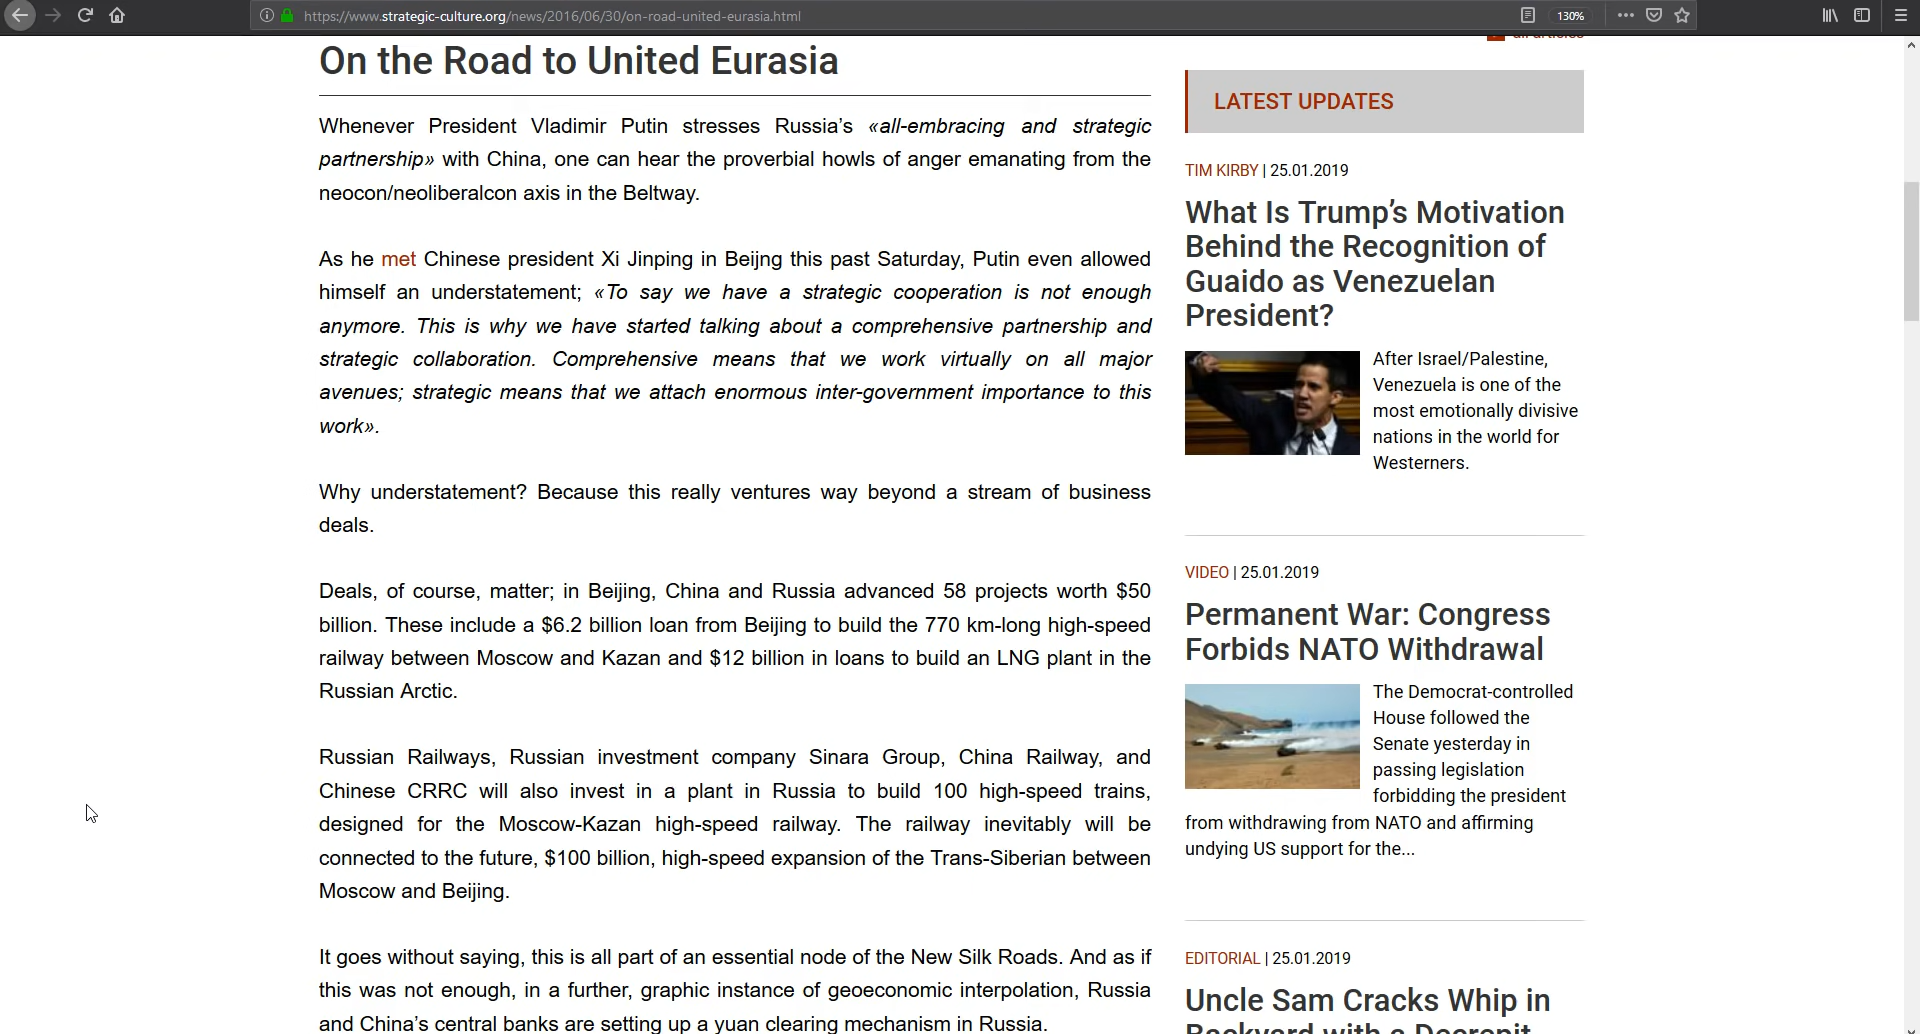 https://www.strategic-culture.org/news/2016/06/30/on-road-united-eurasia.html
130%
On the Road to United Eurasia
Whenever President Vladimir Putin stresses Russia’s «all-embracing and strategic
partnership» with China, one can hear the proverbial howls of anger emanating from the
neocon/neoliberalcon axis in the Beltway.
As he met Chinese president Xi Jinping in Beijng this past Saturday, Putin even allowed
himself an understatement; «To say we have a strategic cooperation is not enough
anymore. This is why we have started talking about a comprehensive partnership and
strategic collaboration. Comprehensive means that we work virtually on all major
avenues; strategic means that we attach enormous inter-government importance to this
work».
Why understatement? Because this really ventures way beyond a stream of business
deals.
Deals, of course, matter; in Beijing, China and Russia advanced 58 projects worth $50
billion. These include a $6.2 billion loan from Beijing to build the 770 km-long high-speed
railway between Moscow and Kazan and $12 billion in loans to build an LNG plant in the
Russian Arctic.
Russian Railways, Russian investment company Sinara Group, China Railway, and
Chinese CRRC will also invest in a plant in Russia to build 100 high-speed trains,
designed for the Moscow-Kazan high-speed railway. The railway inevitably will be
connected to the future, $100 billion, high-speed expansion of the Trans-Siberian between
Moscow and Beijing.
It goes without saying, this is all part of an essential node of the New Silk Roads. And as if
this was not enough, in a further, graphic instance of geoeconomic interpolation, Russia
and China’s central banks are setting up a yuan clearing mechanism in Russia.
all articles
LATEST UPDATES
TIM KIRBY | 25.01.2019
What Is Trump’s Motivation
Behind the Recognition of
Guaido as Venezuelan
President?
After Israel/Palestine,
Venezuela is one of the
most emotionally divisive
nations in the world for
Westerners.
VIDEO | 25.01.2019
Permanent War: Congress
Forbids NATO Withdrawal
The Democrat-controlled
House followed the
Senate yesterday in
passing legislation
forbidding the president
from withdrawing from NATO and affirming
undying US support for the...
EDITORIAL | 25.01.2019
Uncle Sam Cracks Whip in
Backyard with a Decrepit